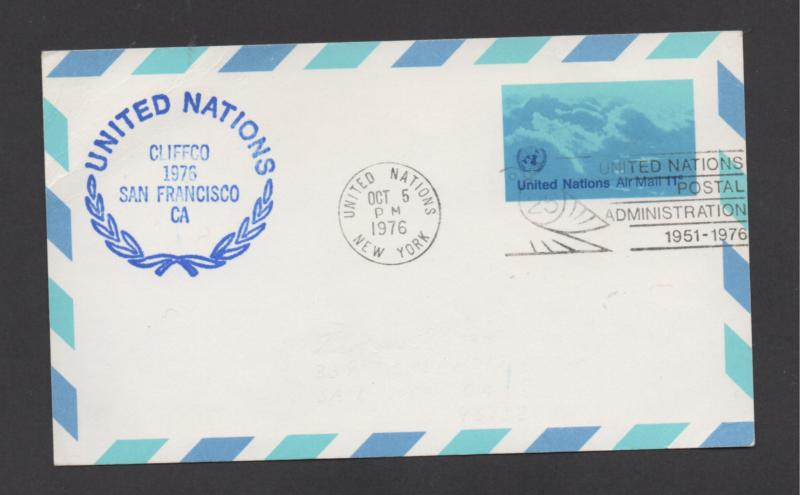 UNITED NATIONS
CLIFFCO
1976
SAN FRANCISCO
CA
UNITED NATIONS
OCT 5
PM
1976
NEW YORK
United Nations Air Mail 11c
25
UNITED NATIONS
POSTAL
ADMINISTRATION
1951-1976